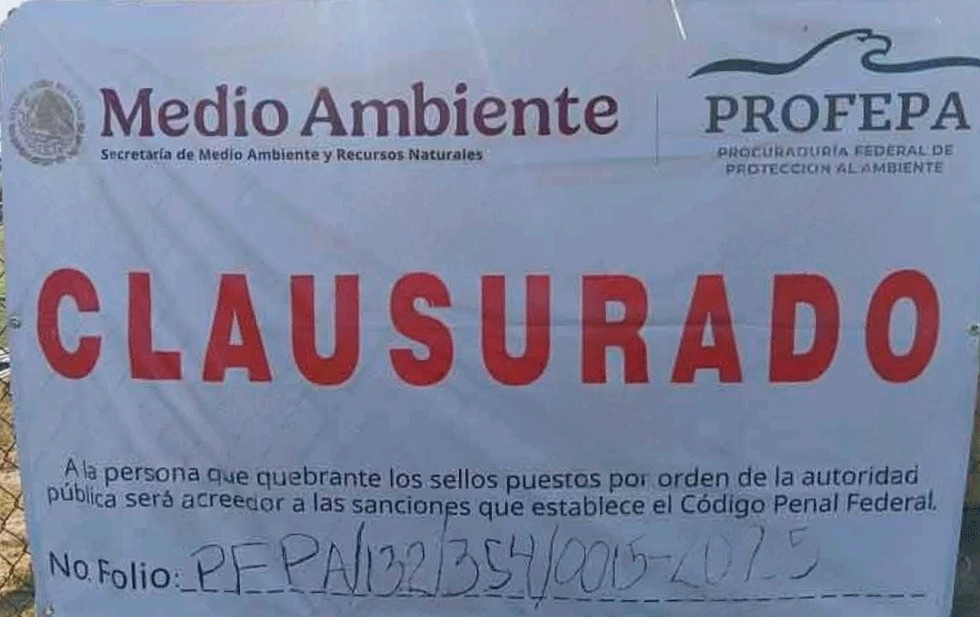 Medio Ambiente
Secretaría de Medio Ambiente y Recursos Naturales
PROFEPA
PROCURADURÍA FEDERAL DE
PROTECCIÓN AL AMBIENTE
CLAUSURADO
A la persona que quebrante los sellos puestos por orden de la autoridad
pública será acreedor a las sanciones que establece el Código Penal Federal.
No. Folio: PFPA/132/354/0015-2025